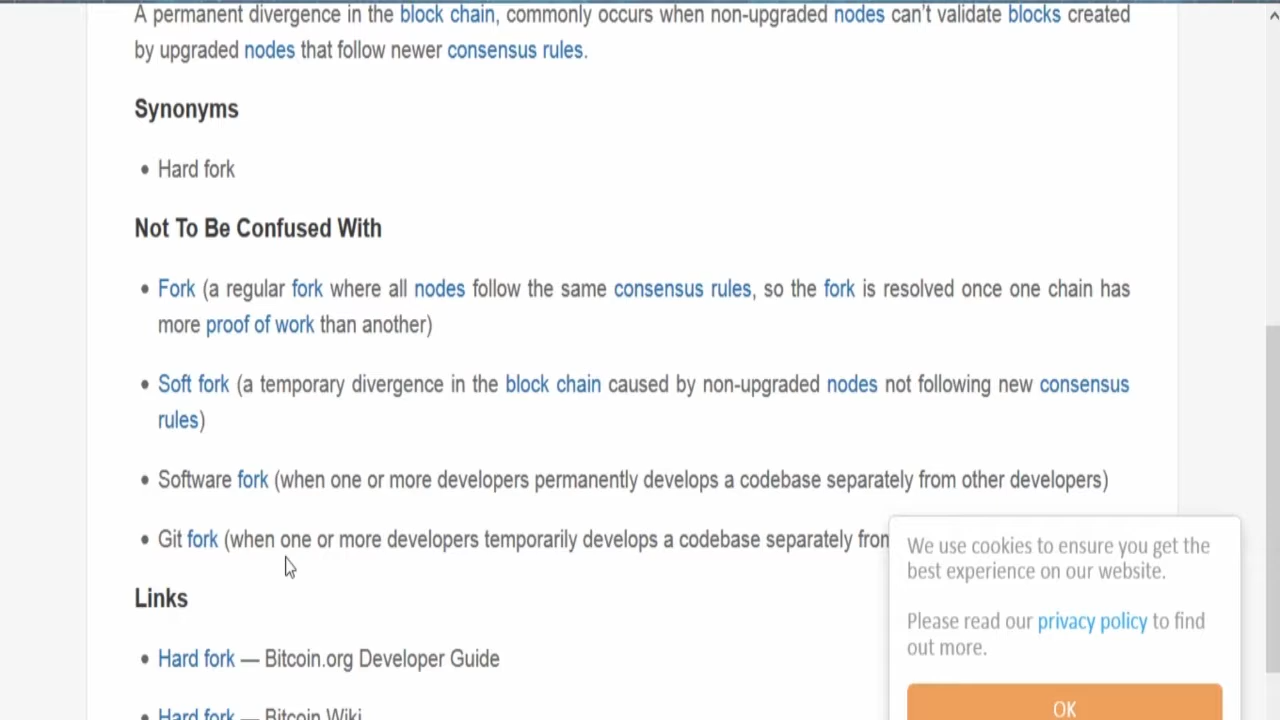 A permanent divergence in the block chain, commonly occurs when non-upgraded nodes can't validate blocks created
by upgraded nodes that follow newer consensus rules.
Synonyms
• Hard fork
Not To Be Confused With
• Fork (a regular fork where all nodes follow the same consensus rules, so the fork is resolved once one chain has
more proof of work than another)
• Soft fork (a temporary divergence in the block chain caused by non-upgraded nodes not following new consensus
rules)
• Software fork (when one or more developers permanently develops a codebase separately from other developers)
• Git fork (when one or more developers temporarily develops a codebase separately
Links
• Hard fork — Bitcoin.org Developer Guide
• Hard fork — Bitcoin Wiki
We use cookies to ensure you get the
best experience on our website.
Please read our privacy policy to find
out more.
OK